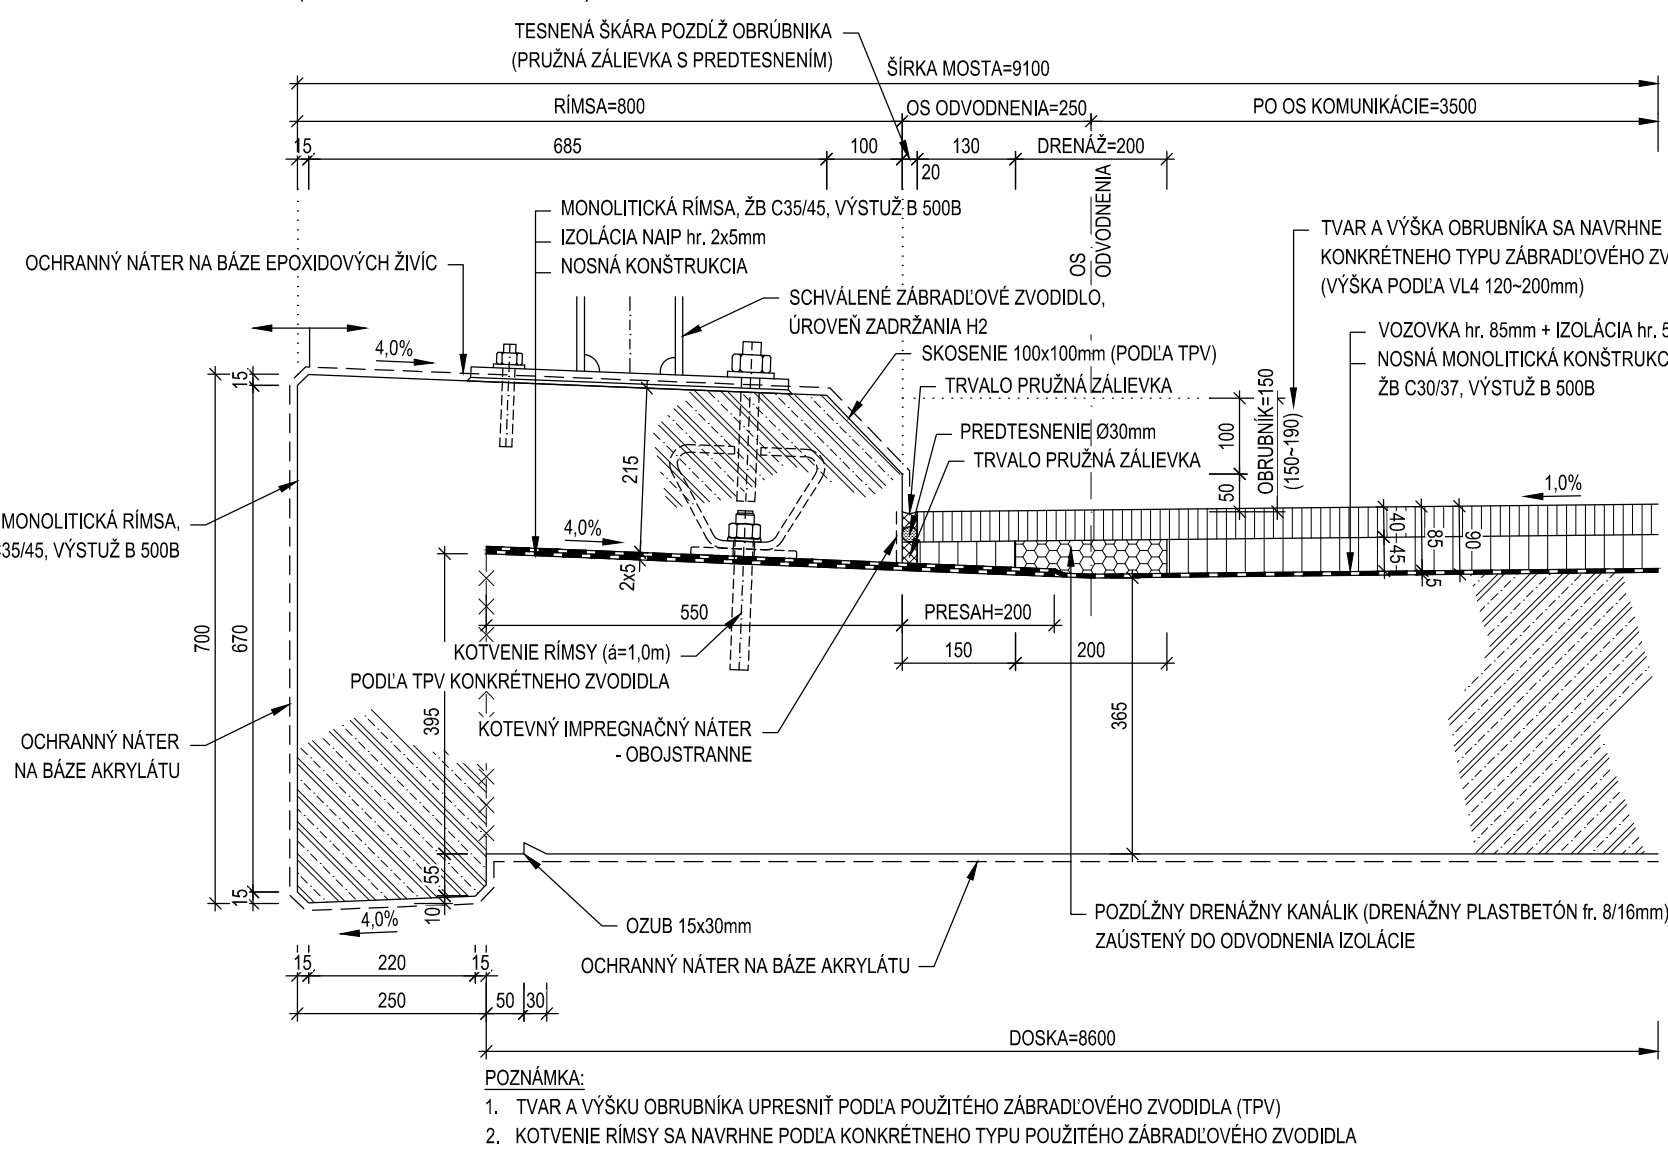 TESNENÁ ŠKÁRA POZDĹŽ OBRÚBNIKA
(PRUŽNÁ ZÁLIEVKA S PREDTESNENÍM)
ŠÍRKA MOSTA=9100
RÍMSA=800
OS ODVODNENIA=250
PO OS KOMUNIKÁCIE=3500
15
685
100
130
DRENÁŽ=200
20
OS
ODVODNENIA
MONOLITICKÁ RÍMSA, ŽB C35/45, VÝSTUŽ B 500B
IZOLÁCIA NAIP hr. 2x5mm
NOSNÁ KONŠTRUKCIA
OCHRANNÝ NÁTER NA BÁZE EPOXIDOVÝCH ŽIVÍC
SCHVÁLENÉ ZÁBRADĽOVÉ ZVODIDLO,
ÚROVEŇ ZADRŽANIA H2
TVAR A VÝŠKA OBRUBNÍKA SA NAVRHNE
KONKRÉTNEHO TYPU ZÁBRADĽOVÉHO ZV
(VÝŠKA PODĽA VL4 120~200mm)
VOZOVKA hr. 85mm + IZOLÁCIA hr. 5
NOSNÁ MONOLITICKÁ KONŠTRUKC
ŽB C30/37, VÝSTUŽ B 500B
4,0%
SKOSENIE 100x100mm (PODĽA TPV)
TRVALO PRUŽNÁ ZÁLIEVKA
PREDTESNENIE Ø30mm
TRVALO PRUŽNÁ ZÁLIEVKA
100
50
OBRUBNÍK=150
(150~190)
1,0%
15
215
4,0%
2x5
40
45
85
90
5
MONOLITICKÁ RÍMSA,
C35/45, VÝSTUŽ B 500B
700
670
550
PRESAH=200
150
200
KOTVENIE RÍMSY (á=1,0m)
PODĽA TPV KONKRÉTNEHO ZVODIDLA
395
365
KOTEVNÝ IMPREGNAČNÝ NÁTER
- OBOJSTRANNE
OCHRANNÝ NÁTER
NA BÁZE AKRYLÁTU
55
15
10
4,0%
OZUB 15x30mm
POZDĹŽNY DRENÁŽNY KANÁLIK (DRENÁŽNY PLASTBETÓN fr. 8/16mm)
ZAÚSTENÝ DO ODVODNENIA IZOLÁCIE
OCHRANNÝ NÁTER NA BÁZE AKRYLÁTU
15
220
15
250
50
30
DOSKA=8600
POZNÁMKA:
1. TVAR A VÝŠKU OBRUBNÍKA UPRESNIŤ PODĽA POUŽITÉHO ZÁBRADĽOVÉHO ZVODIDLA (TPV)
2. KOTVENIE RÍMSY SA NAVRHNE PODĽA KONKRÉTNEHO TYPU POUŽITÉHO ZÁBRADĽOVÉHO ZVODIDLA